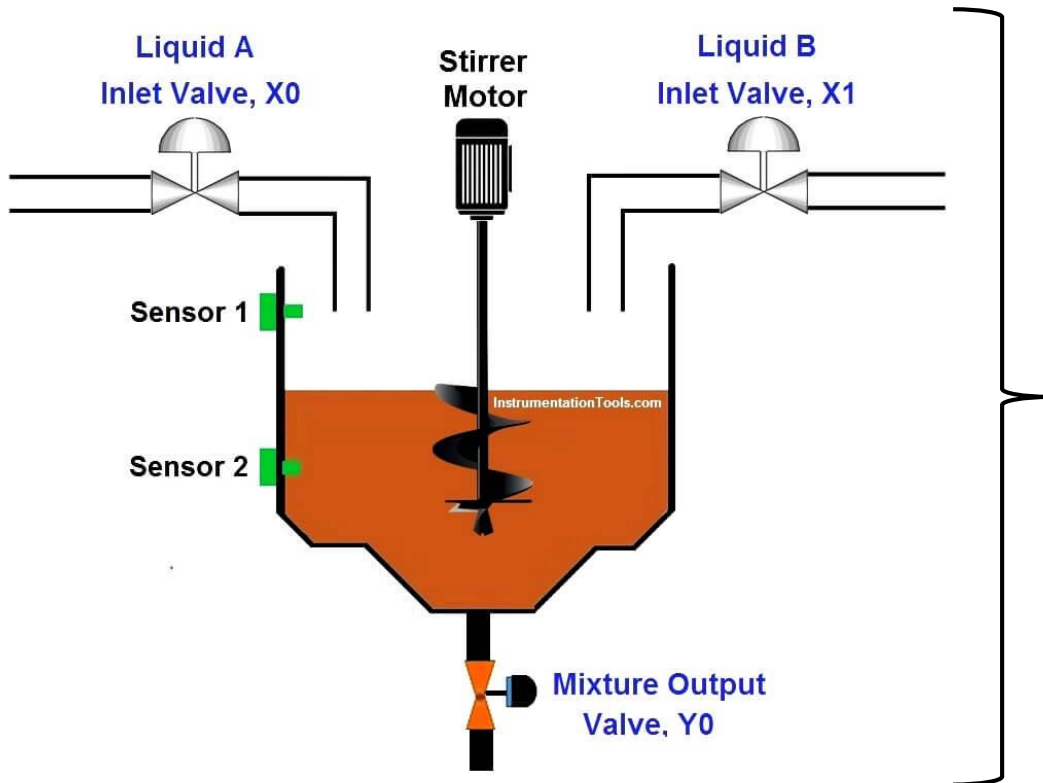 Liquid A
Inlet Valve, X0
Stirrer
Motor
Liquid B
Inlet Valve, X1
Sensor 1
InstrumentationTools.com
Sensor 2
Mixture Output
Valve, Y0